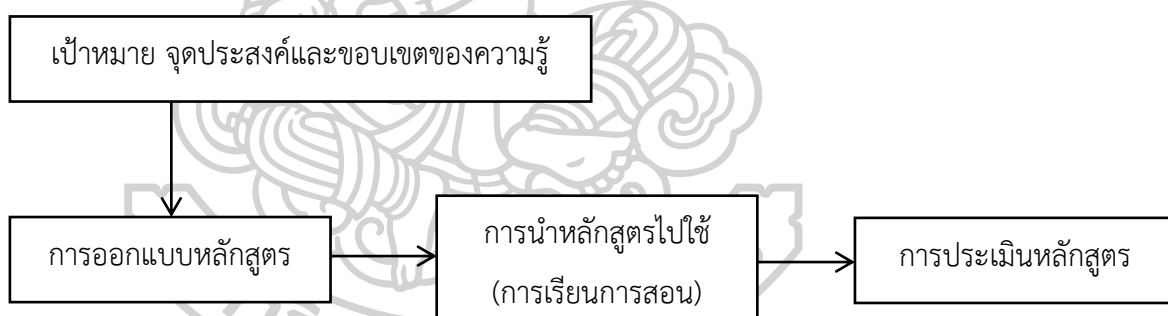 เป้าหมาย จุดประสงค์และขอบเขตของความรู้
การออกแบบหลักสูตร
การนำหลักสูตรไปใช้
(การเรียนการสอน)
การประเมินหลักสูตร